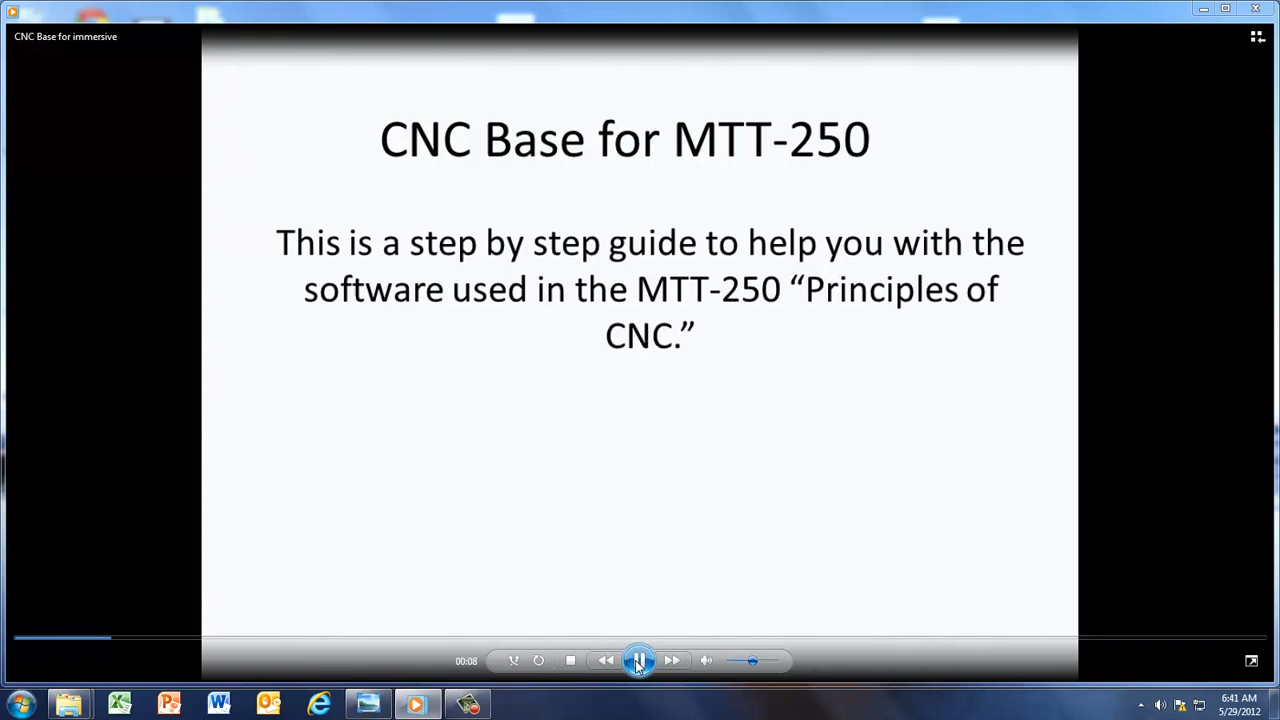 CNC Base for immersive
CNC Base for MTT-250
This is a step by step guide to help you with the
software used in the MTT-250 “Principles of
CNC.”
00:08
6:41 AM
5/29/2012